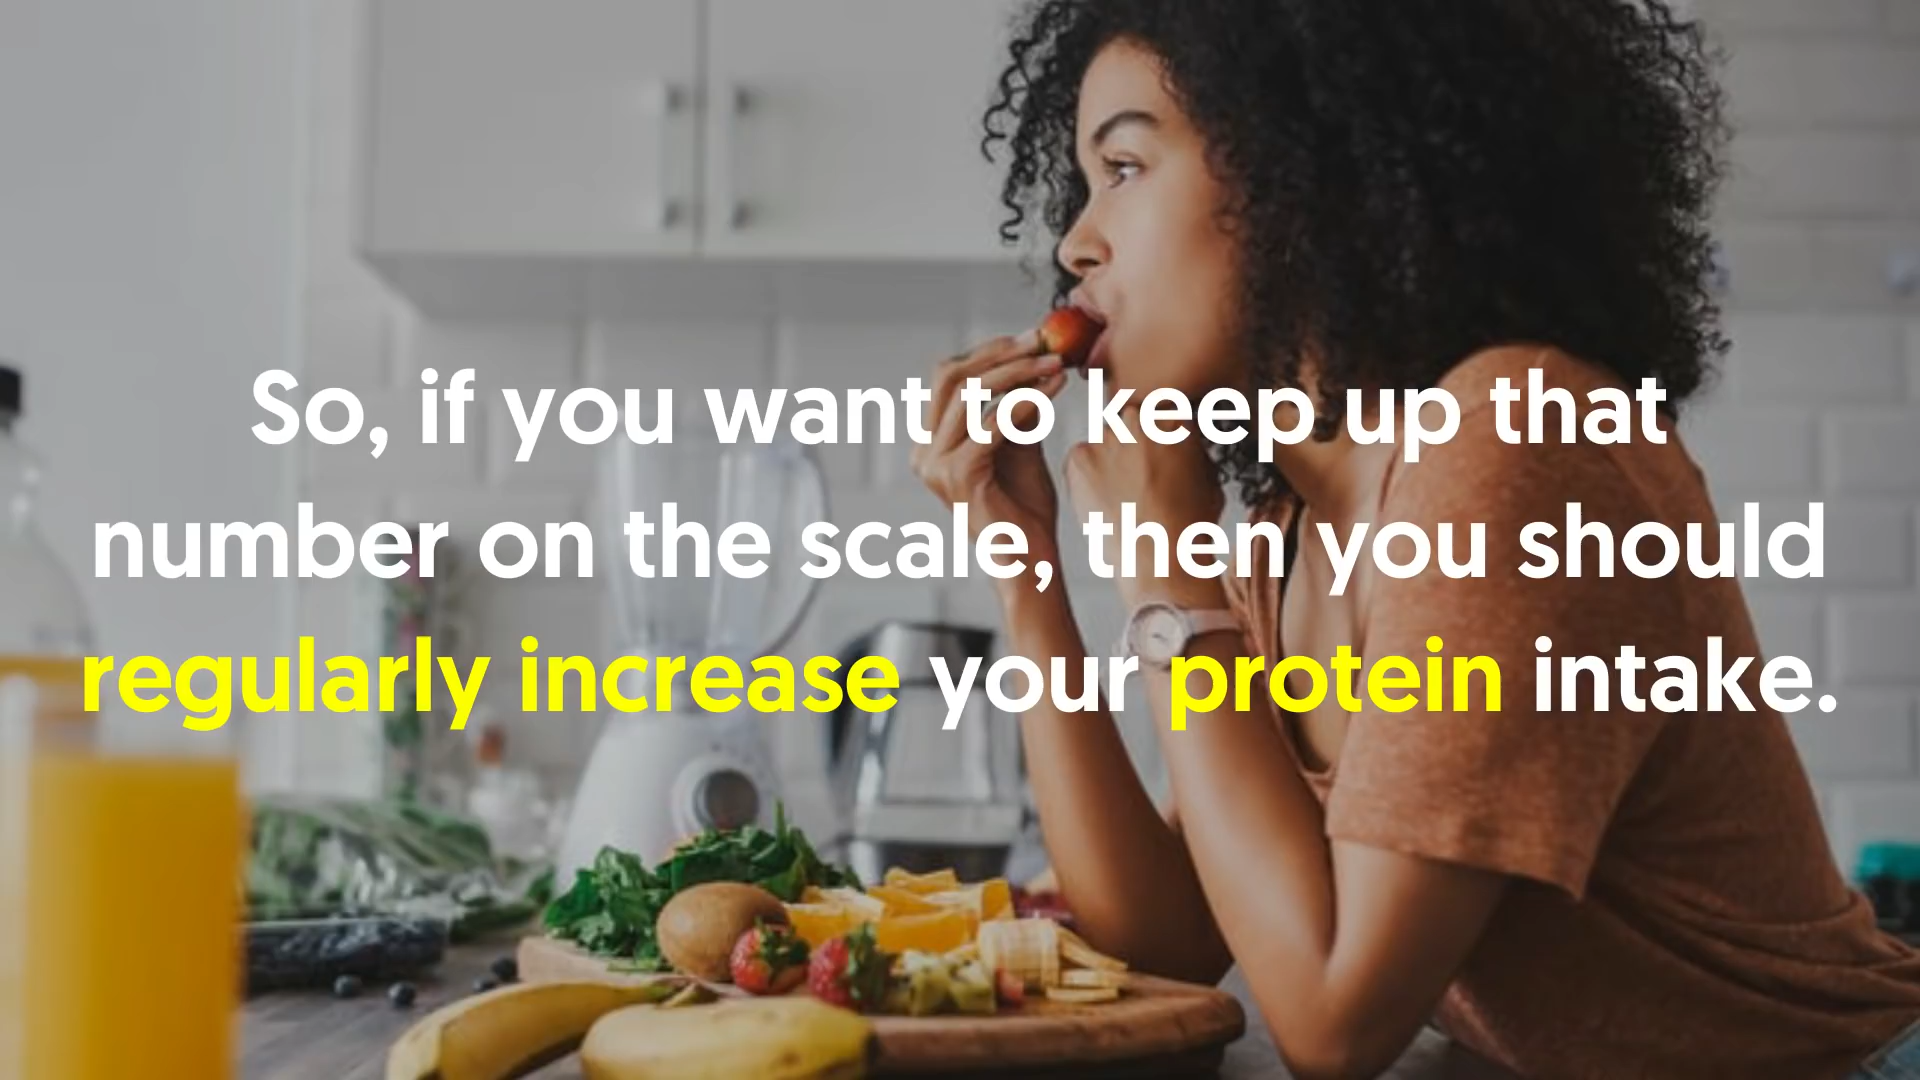 So, if you want to keep up that
number on the scale, then you should
regularly increase your protein intake.